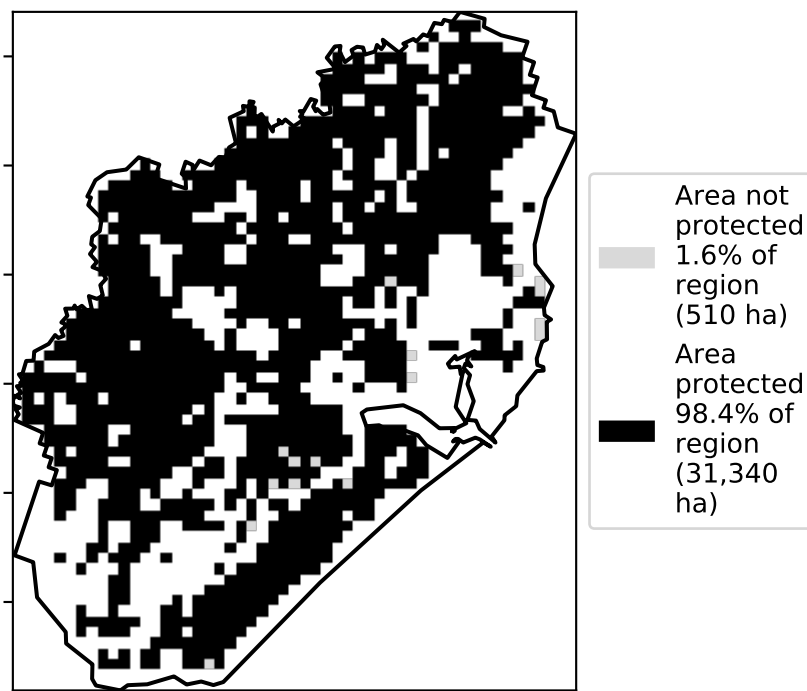 Area not
protected
1.6% of
region
(510 ha)
Area
protected
98.4% of
region
(31,340
ha)